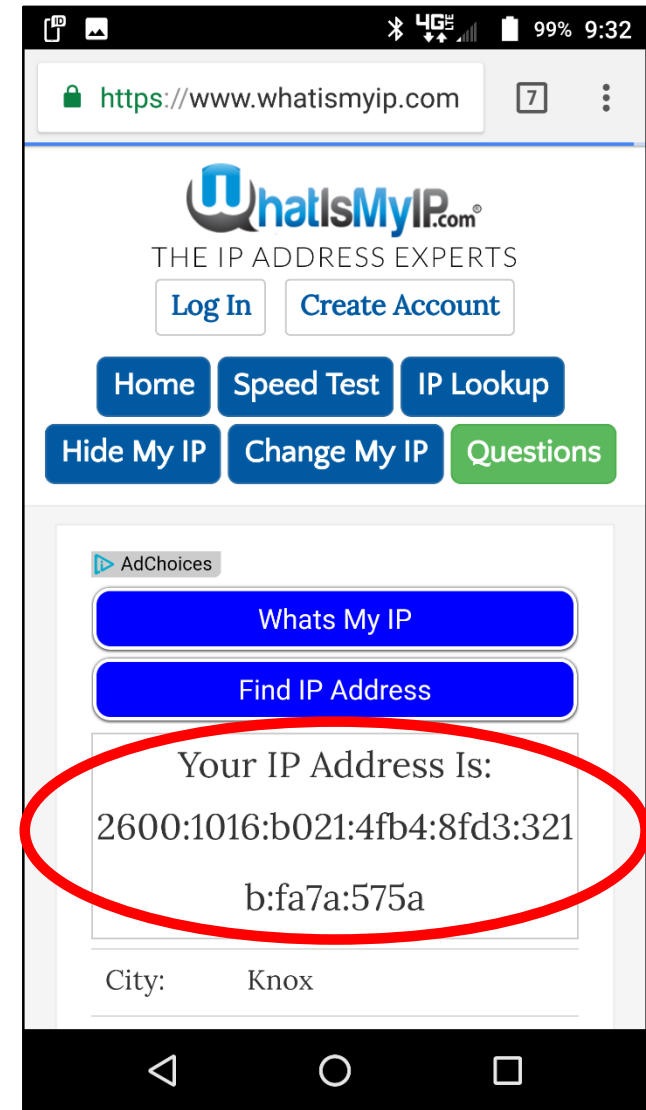 4G LTE 99% 9:32
https://www.whatismyip.com 7
WhatIsMyIP.com®
THE IP ADDRESS EXPERTS
Log In Create Account
Home Speed Test IP Lookup
Hide My IP Change My IP Questions
AdChoices
Whats My IP
Find IP Address
Your IP Address Is:
2600:1016:b021:4fb4:8fd3:321
b:fa7a:575a
City: Knox